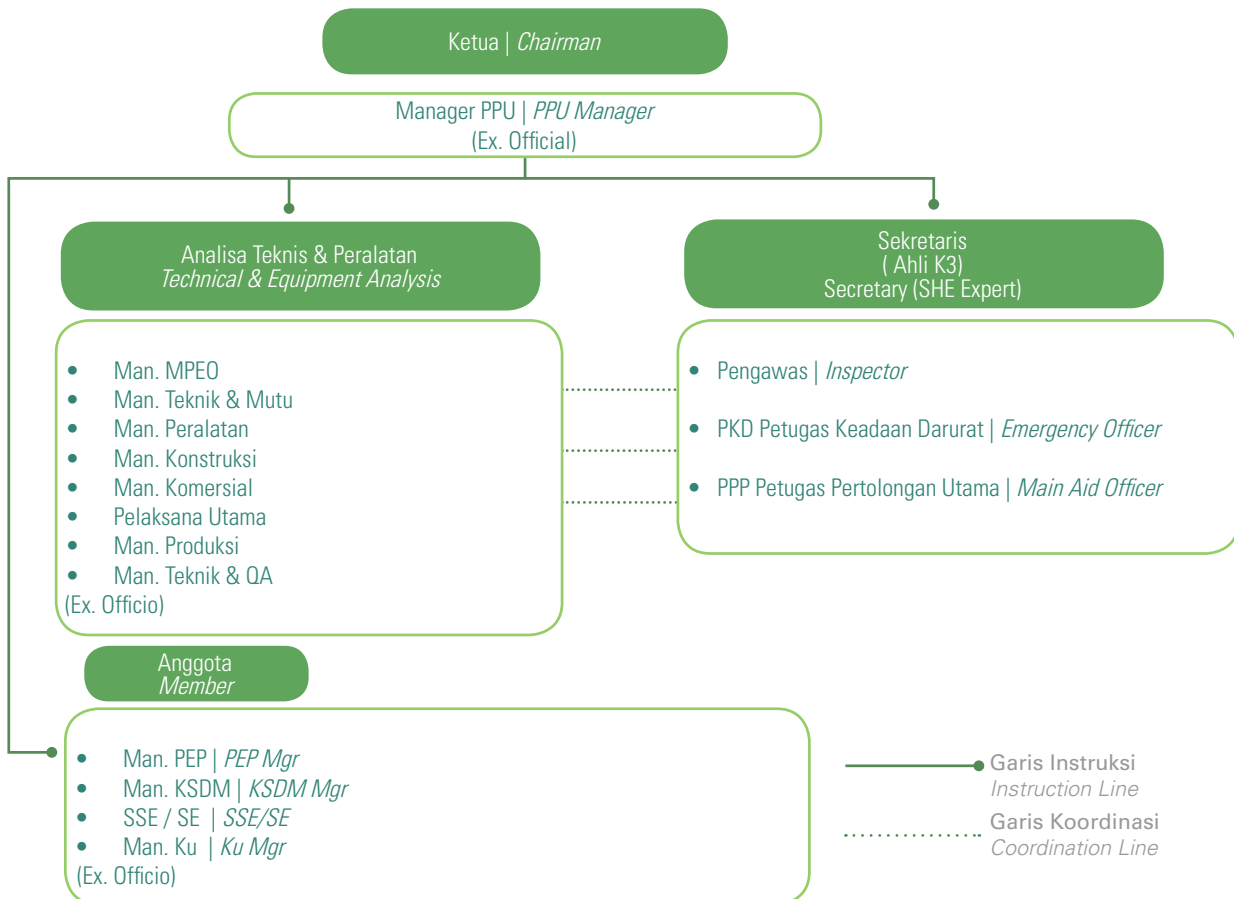 Ketua | Chairman
Manager PPU | PPU Manager
(Ex. Official)
Analisa Teknis & Peralatan
Technical & Equipment Analysis
Sekretaris
( Ahli K3)
Secretary (SHE Expert)
• Man. MPEO
• Man. Teknik & Mutu
• Man. Peralatan
• Man. Konstruksi
• Man. Komersial
• Pelaksana Utama
• Man. Produksi
• Man. Teknik & QA
(Ex. Officio)
• Pengawas | Inspector
• PKD Petugas Keadaan Darurat | Emergency Officer
• PPP Petugas Pertolongan Utama | Main Aid Officer
Anggota
Member
• Man. PEP | PEP Mgr
• Man. KSDM | KSDM Mgr
• SSE / SE | SSE/SE
• Man. Ku | Ku Mgr
(Ex. Officio)
Garis Instruksi
Instruction Line
Garis Koordinasi
Coordination Line